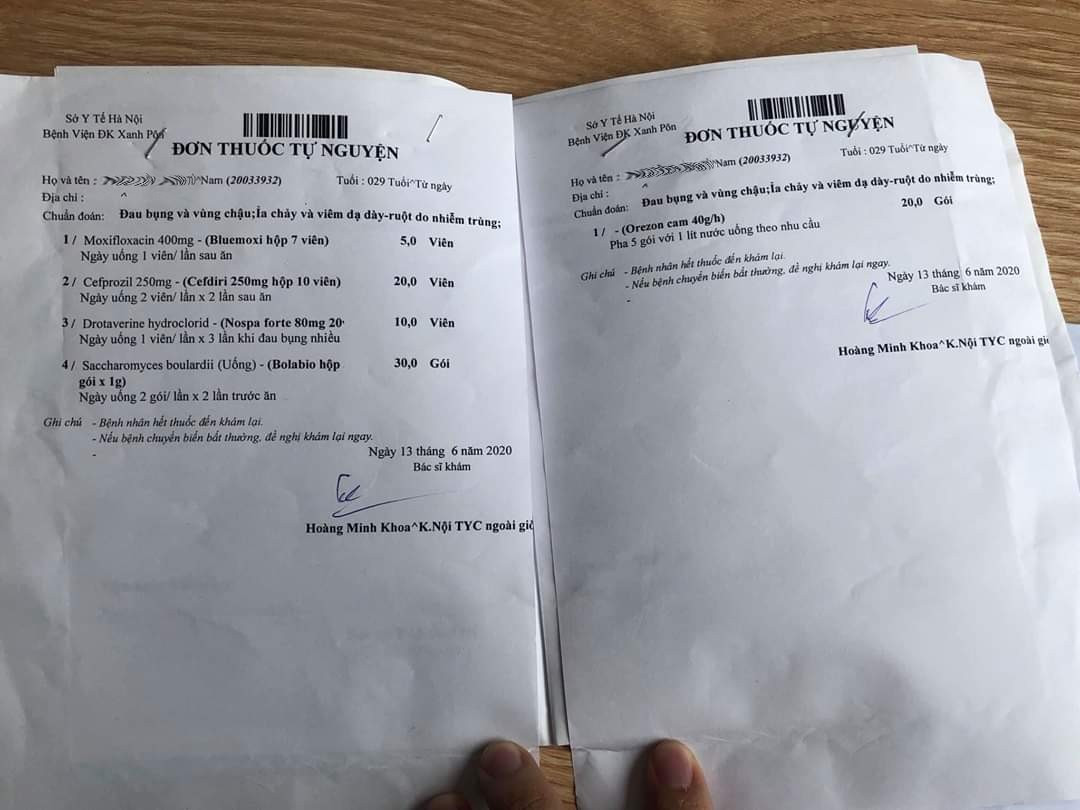 Sở Y Tế Hà Nội
Bệnh Viện ĐK Xanh Pôn
ĐƠN THUỐC TỰ NGUYỆN
Họ và tên : ^Nam (20033932) Tuổi : 029 Tuổi^Từ ngày
Địa chỉ : ^
Chuẩn đoán: Đau bụng và vùng chậu;Ỉa chảy và viêm dạ dày-ruột do nhiễm trùng;
1 / Moxifloxacin 400mg - (Bluemoxi hộp 7 viên) 5,0 Viên
Ngày uống 1 viên/ lần sau ăn
2 / Cefprozil 250mg - (Cefdiri 250mg hộp 10 viên) 20,0 Viên
Ngày uống 2 viên/ lần x 2 lần sau ăn
3 / Drotaverine hydroclorid - (Nospa forte 80mg 20 10,0 Viên
Ngày uống 1 viên/ lần x 3 lần khi đau bụng nhiều
4 / Saccharomyces boulardii (Uống) - (Bolabio hộp 30,0 Gói
gói x 1g)
Ngày uống 2 gói/ lần x 2 lần trước ăn
Ghi chú - Bệnh nhân hết thuốc đến khám lại.
- Nếu bệnh chuyển biến bất thường, đề nghị khám lại ngay.
-
Ngày 13 tháng 6 năm 2020
Bác sĩ khám
Hoàng Minh Khoa^K.Nội TYC ngoài giờ
Sở Y Tế Hà Nội
Bệnh Viện ĐK Xanh Pôn
ĐƠN THUỐC TỰ NGUYỆN
Họ và tên : ^Nam (20033932) Tuổi : 029 Tuổi^Từ ngày
Địa chỉ : ^
Chuẩn đoán: Đau bụng và vùng chậu;Ỉa chảy và viêm dạ dày-ruột do nhiễm trùng;
1 / - (Orezon cam 40g/h) 20,0 Gói
Pha 5 gói với 1 lít nước uống theo nhu cầu
Ghi chú - Bệnh nhân hết thuốc đến khám lại.
- Nếu bệnh chuyển biến bất thường, đề nghị khám lại ngay.
-
Ngày 13 tháng 6 năm 2020
Bác sĩ khám
Hoàng Minh Khoa^K.Nội TYC ngoài giờ